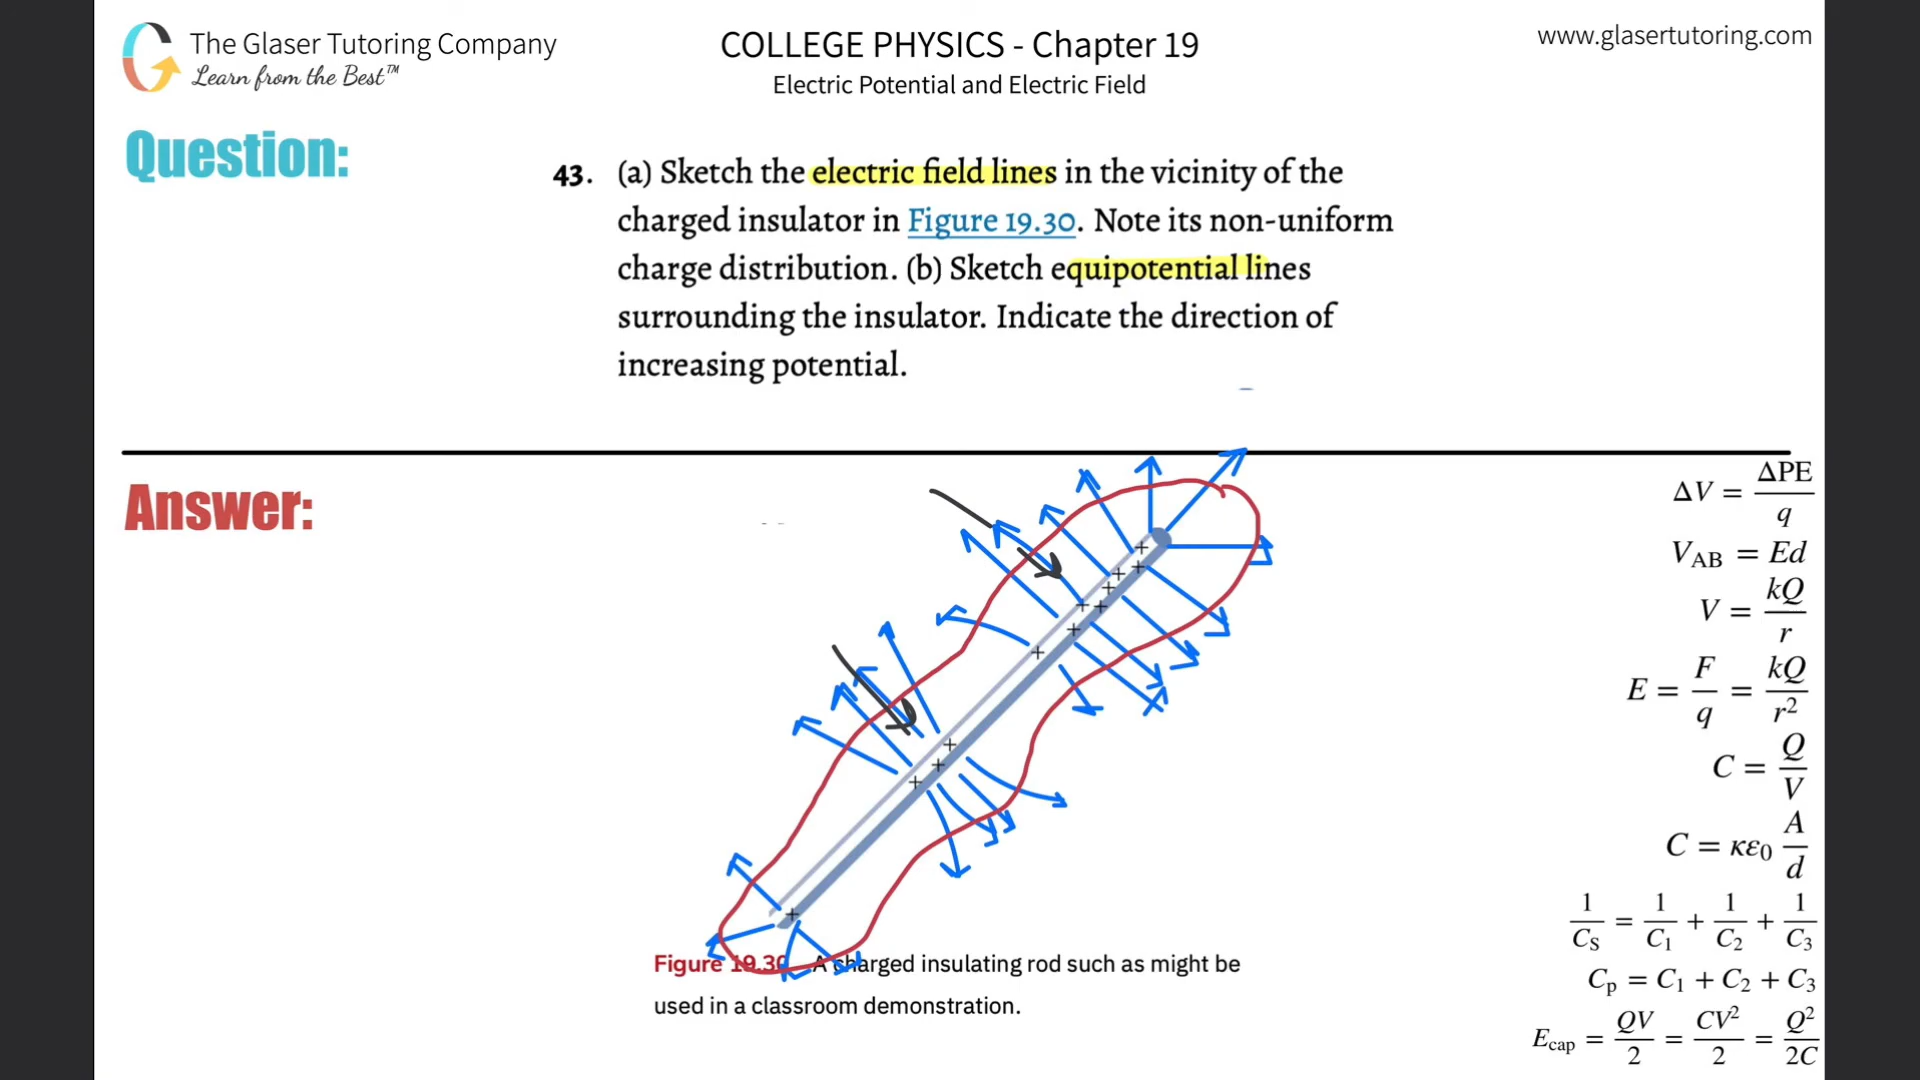 The Glaser Tutoring Company
Learn from the Best™
COLLEGE PHYSICS - Chapter 19
Electric Potential and Electric Field
www.glasertutoring.com
Question:
43. (a) Sketch the electric field lines in the vicinity of the
charged insulator in Figure 19.30. Note its non-uniform
charge distribution. (b) Sketch equipotential lines
surrounding the insulator. Indicate the direction of
increasing potential.
Answer:
+ + + + + + + + + + + + +
Figure 19.30 A charged insulating rod such as might be
used in a classroom demonstration.
ΔV = ΔPE / q
V_AB = Ed
V = kQ / r
E = F / q = kQ / r²
C = Q / V
C = κε₀ A / d
1 / C_S = 1 / C₁ + 1 / C₂ + 1 / C₃
C_p = C₁ + C₂ + C₃
E_cap = QV / 2 = CV² / 2 = Q² / 2C